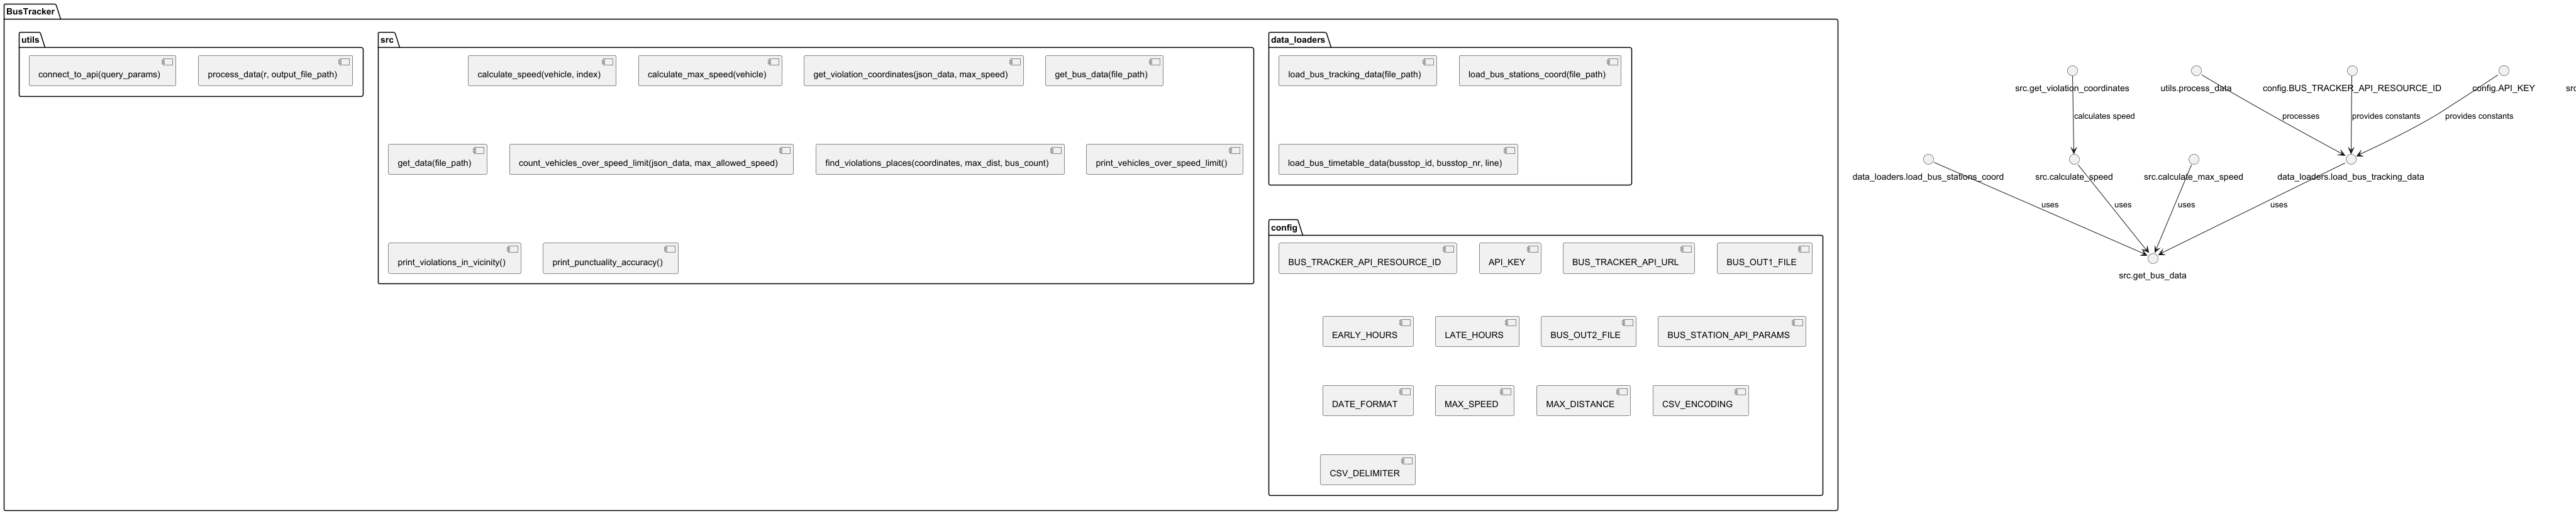 BusTracker
utils
connect_to_api(query_params)
process_data(r, output_file_path)
src
calculate_speed(vehicle, index)
calculate_max_speed(vehicle)
get_violation_coordinates(json_data, max_speed)
get_bus_data(file_path)
get_data(file_path)
count_vehicles_over_speed_limit(json_data, max_allowed_speed)
find_violations_places(coordinates, max_dist, bus_count)
print_vehicles_over_speed_limit()
print_violations_in_vicinity()
print_punctuality_accuracy()
data_loaders
load_bus_tracking_data(file_path)
load_bus_stations_coord(file_path)
load_bus_timetable_data(busstop_id, busstop_nr, line)
config
BUS_TRACKER_API_RESOURCE_ID
API_KEY
BUS_TRACKER_API_URL
BUS_OUT1_FILE
EARLY_HOURS
LATE_HOURS
BUS_OUT2_FILE
BUS_STATION_API_PARAMS
DATE_FORMAT
MAX_SPEED
MAX_DISTANCE
CSV_ENCODING
CSV_DELIMITER
src.get_violation_coordinates
utils.process_data
config.BUS_TRACKER_API_RESOURCE_ID
config.API_KEY
src
calculates speed
processes
provides constants
provides constants
data_loaders.load_bus_stations_coord
src.calculate_speed
src.calculate_max_speed
data_loaders.load_bus_tracking_data
uses
uses
uses
uses
src.get_bus_data